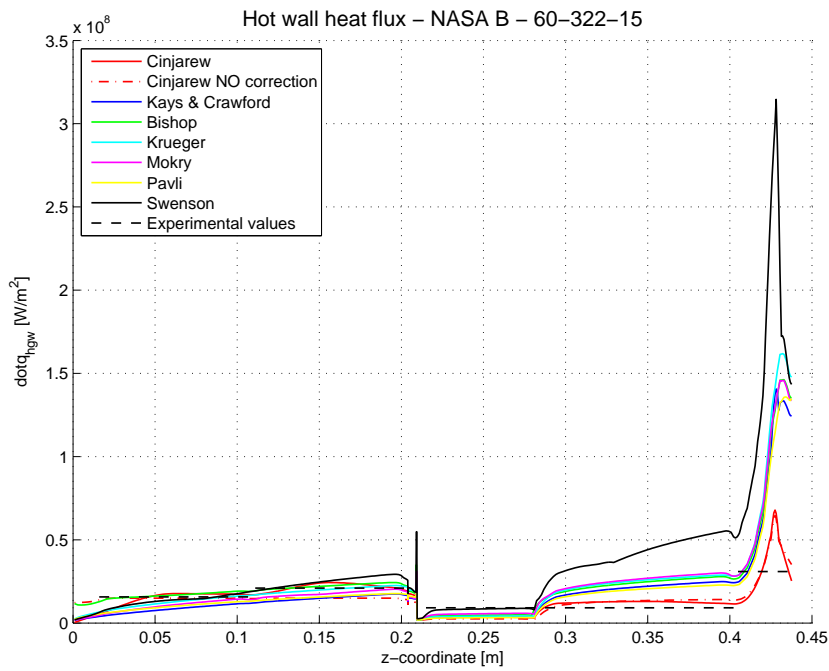 Hot wall heat flux − NASA B − 60−322−15
x 10^8
3.5
3
2.5
2
1.5
1
0.5
0
dotq_hgw [W/m^2]
Cinjarew
Cinjarew NO correction
Kays & Crawford
Bishop
Krueger
Mokry
Pavli
Swenson
Experimental values
0 0.05 0.1 0.15 0.2 0.25 0.3 0.35 0.4 0.45
z−coordinate [m]